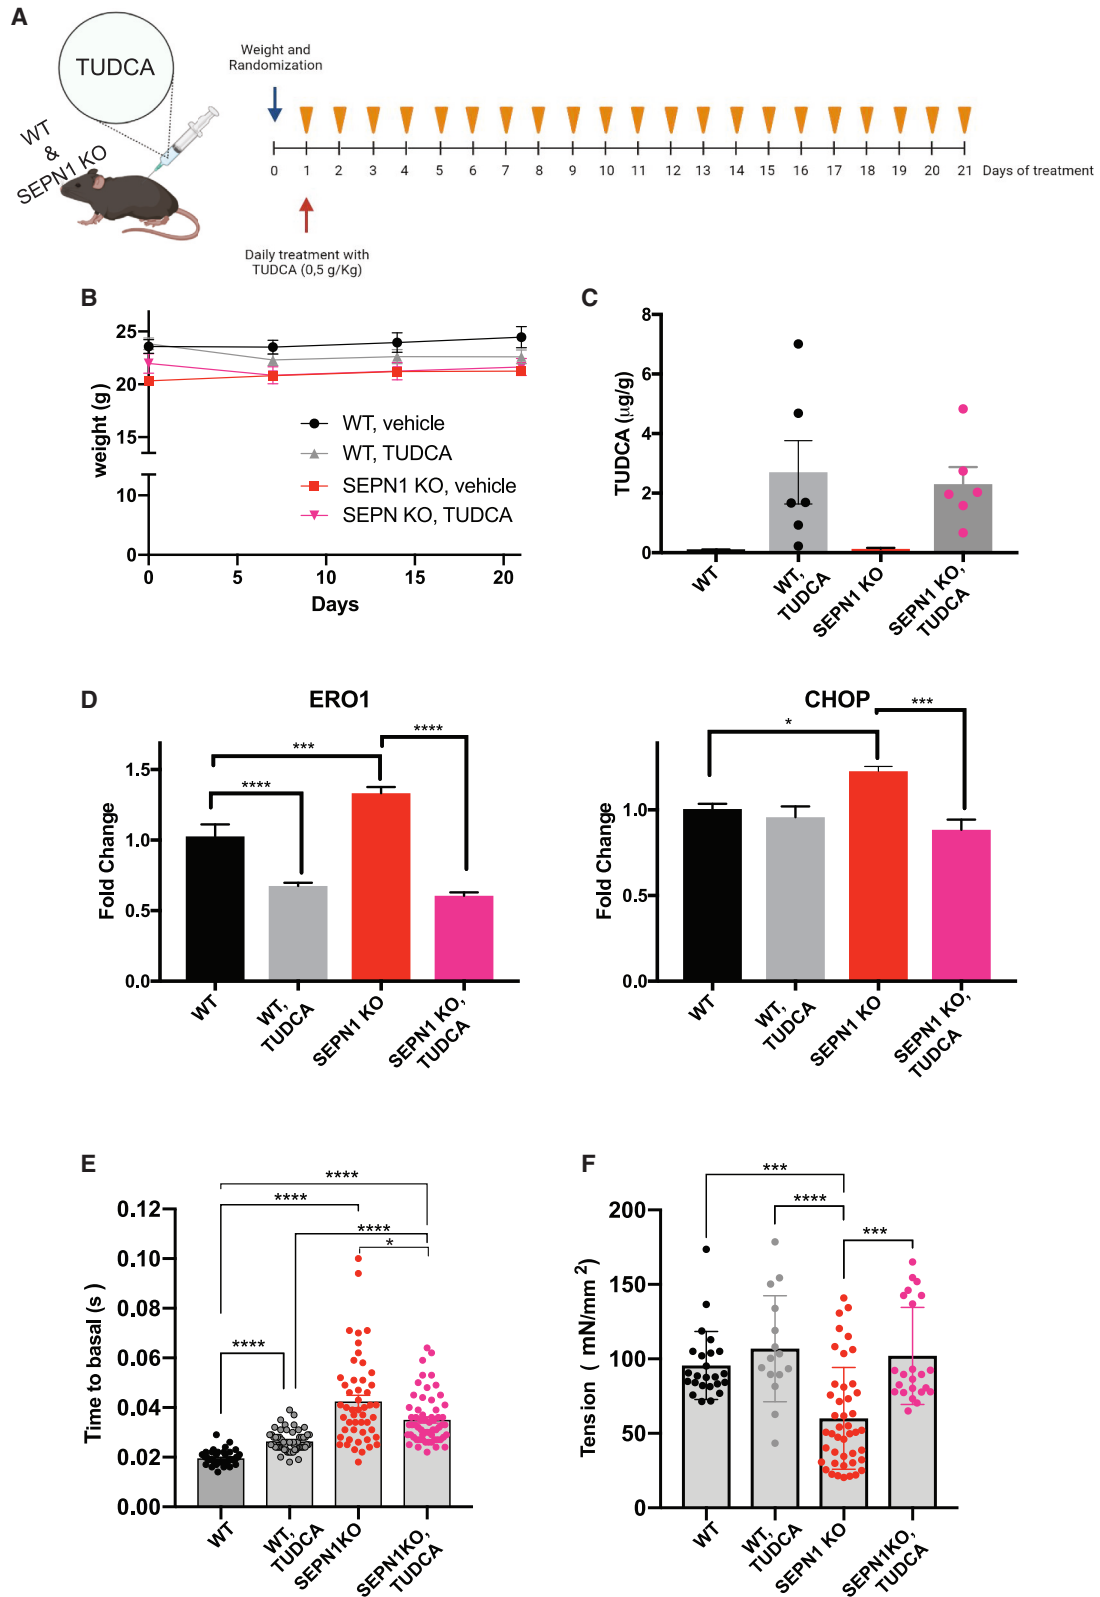 A
TUDCA
WT
&
SEPN1 KO
Weight and
Randomization
0 1 2 3 4 5 6 7 8 9 10 11 12 13 14 15 16 17 18 19 20 21 Days of treatment
Daily treatment with
TUDCA (0,5 g/Kg)
B
weight (g)
25
20
15
10
0
0 5 10 15 20
Days
WT, vehicle
WT, TUDCA
SEPN1 KO, vehicle
SEPN KO, TUDCA
C
TUDCA (µg/g)
8
6
4
2
0
WT
WT,
TUDCA
SEPN1 KO
SEPN1 KO,
TUDCA
D
ERO1
Fold Change
1.5
1.0
0.5
0.0
****
***
****
WT
WT,
TUDCA
SEPN1 KO
SEPN1 KO,
TUDCA
CHOP
Fold Change
1.0
0.5
0.0
*
***
WT
WT,
TUDCA
SEPN1 KO
SEPN1 KO,
TUDCA
E
Time to basal (s)
0.12
0.10
0.08
0.06
0.04
0.02
0.00
****
****
****
*
****
WT
WT,
TUDCA
SEPN1KO
SEPN1KO,
TUDCA
F
Tension ( mN/mm 2)
200
150
100
50
0
***
****
***
WT
WT,
TUDCA
SEPN1 KO
SEPN1KO,
TUDCA